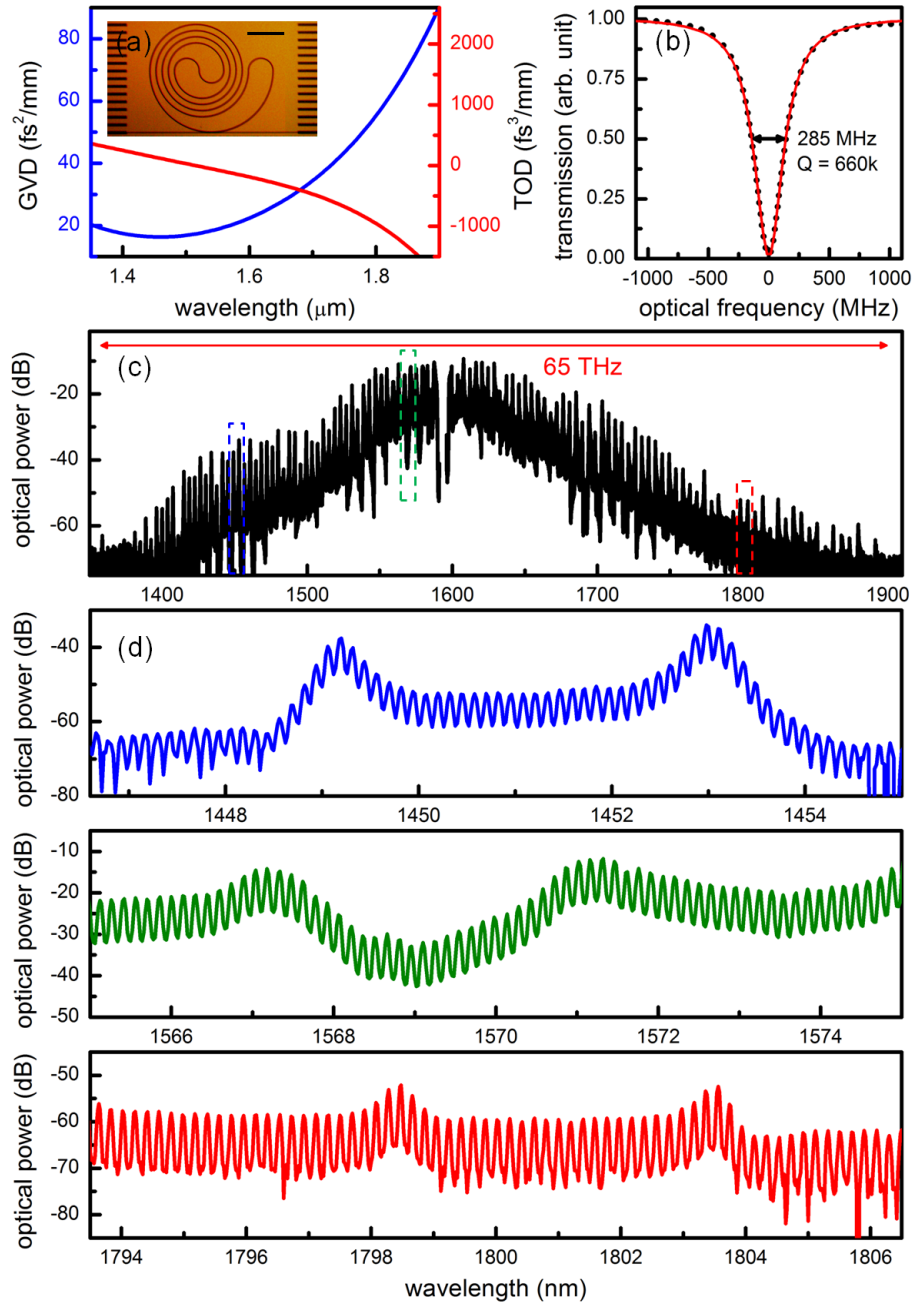 (a)
GVD (fs²/mm)
80
60
40
20
2000
1000
0
-1000
TOD (fs³/mm)
1.4 1.6 1.8
wavelength (μm)
(b)
transmission (arb. unit)
1.00
0.75
0.50
0.25
0.00
285 MHz
Q = 660k
-1000 -500 0 500 1000
optical frequency (MHz)
(c)
65 THz
optical power (dB)
-20
-40
-60
1400 1500 1600 1700 1800 1900
(d)
optical power (dB)
-40
-60
-80
1448 1450 1452 1454
optical power (dB)
-10
-20
-30
-40
-50
1566 1568 1570 1572 1574
optical power (dB)
-50
-60
-70
-80
1794 1796 1798 1800 1802 1804 1806
wavelength (nm)